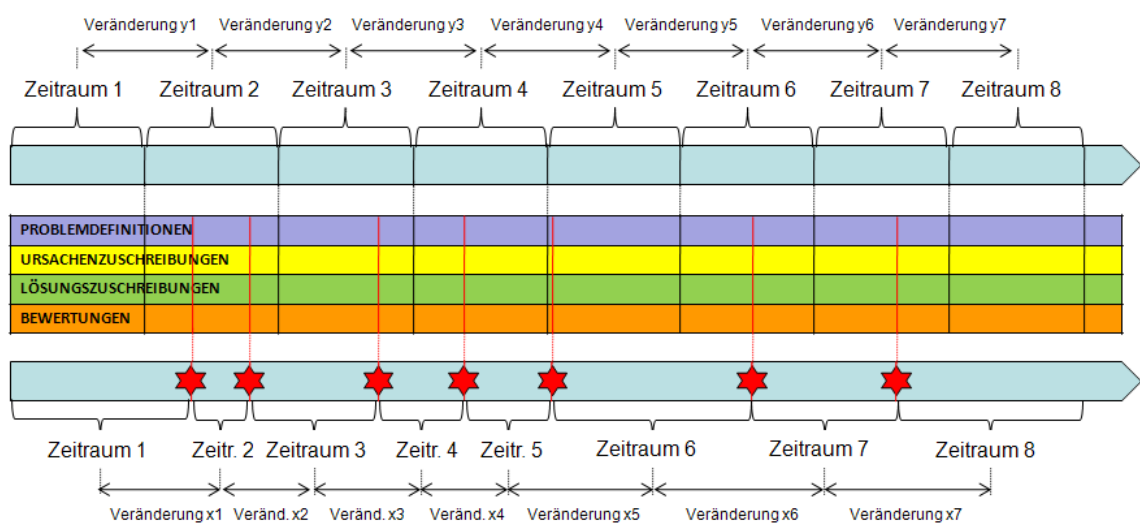 Veränderung y1 Veränderung y2 Veränderung y3 Veränderung y4 Veränderung y5 Veränderung y6 Veränderung y7
Zeitraum 1 Zeitraum 2 Zeitraum 3 Zeitraum 4 Zeitraum 5 Zeitraum 6 Zeitraum 7 Zeitraum 8
PROBLEMDEFINITIONEN
URSACHENZUSCHREIBUNGEN
LÖSUNGSZUSCHREIBUNGEN
BEWERTUNGEN
Zeitraum 1 Zeitr. 2 Zeitraum 3 Zeitr. 4 Zeitr. 5 Zeitraum 6 Zeitraum 7 Zeitraum 8
Veränderung x1 Veränd. x2 Veränd. x3 Veränd. x4 Veränderung x5 Veränderung x6 Veränderung x7